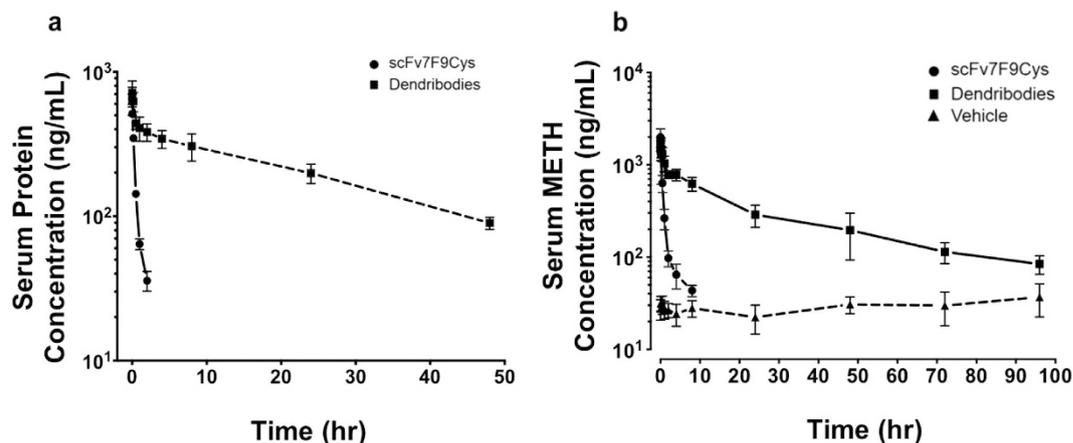 a
scFv7F9Cys
Dendribodies
Serum Protein
Concentration (ng/mL)
10³
10²
10¹
0 10 20 30 40 50
Time (hr)
b
scFv7F9Cys
Dendribodies
Vehicle
Serum METH
Concentration (ng/mL)
10⁴
10³
10²
10¹
0 10 20 30 40 50 60 70 80 90 100
Time (hr)